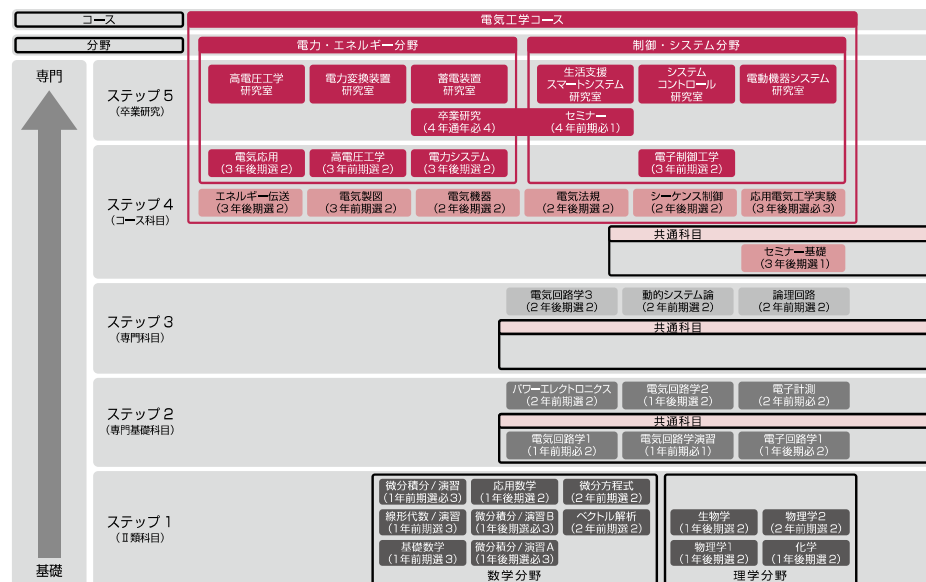 コース
電気工学コース
分野
電力・エネルギー分野
制御・システム分野
専門
ステップ5
(卒業研究)
高電圧工学
研究室
電力変換装置
研究室
蓄電装置
研究室
生活支援
スマートシステム
研究室
システム
コントロール
研究室
電動機器システム
研究室
卒業研究
(4年通年必4)
セミナー
(4年前期必1)
ステップ4
(コース科目)
電気応用
(3年後期選2)
高電圧工学
(3年前期選2)
電力システム
(3年後期選2)
電子制御工学
(3年前期選2)
エネルギー伝送
(3年後期選2)
電気製図
(3年前期選2)
電気機器
(2年後期選2)
電気法規
(2年後期選2)
シーケンス制御
(2年後期選2)
応用電気工学実験
(3年後期選必3)
共通科目
セミナー基礎
(3年後期選1)
ステップ3
(専門科目)
電気回路学3
(2年後期選2)
動的システム論
(2年前期選2)
論理回路
(2年前期選2)
共通科目
ステップ2
(専門基礎科目)
パワーエレクトロニクス
(2年前期選2)
電気回路学2
(1年後期選2)
電子計測
(2年前期必2)
共通科目
電気回路学1
(1年前期必2)
電気回路学演習
(1年前期必1)
電子回路学1
(1年後期必2)
ステップ1
(Ⅱ類科目)
微分積分/演習
(1年前期選必3)
応用数学
(1年後期選2)
微分方程式
(2年前期選2)
線形代数/演習
(1年前期選3)
微分積分/演習B
(1年後期選必3)
ベクトル解析
(2年前期選2)
基礎数学
(1年前期選3)
微分積分/演習A
(1年後期選必3)
数学分野
生物学
(1年後期選2)
物理学2
(2年前期選2)
物理学1
(1年後期選2)
化学
(1年後期選2)
理学分野
基礎